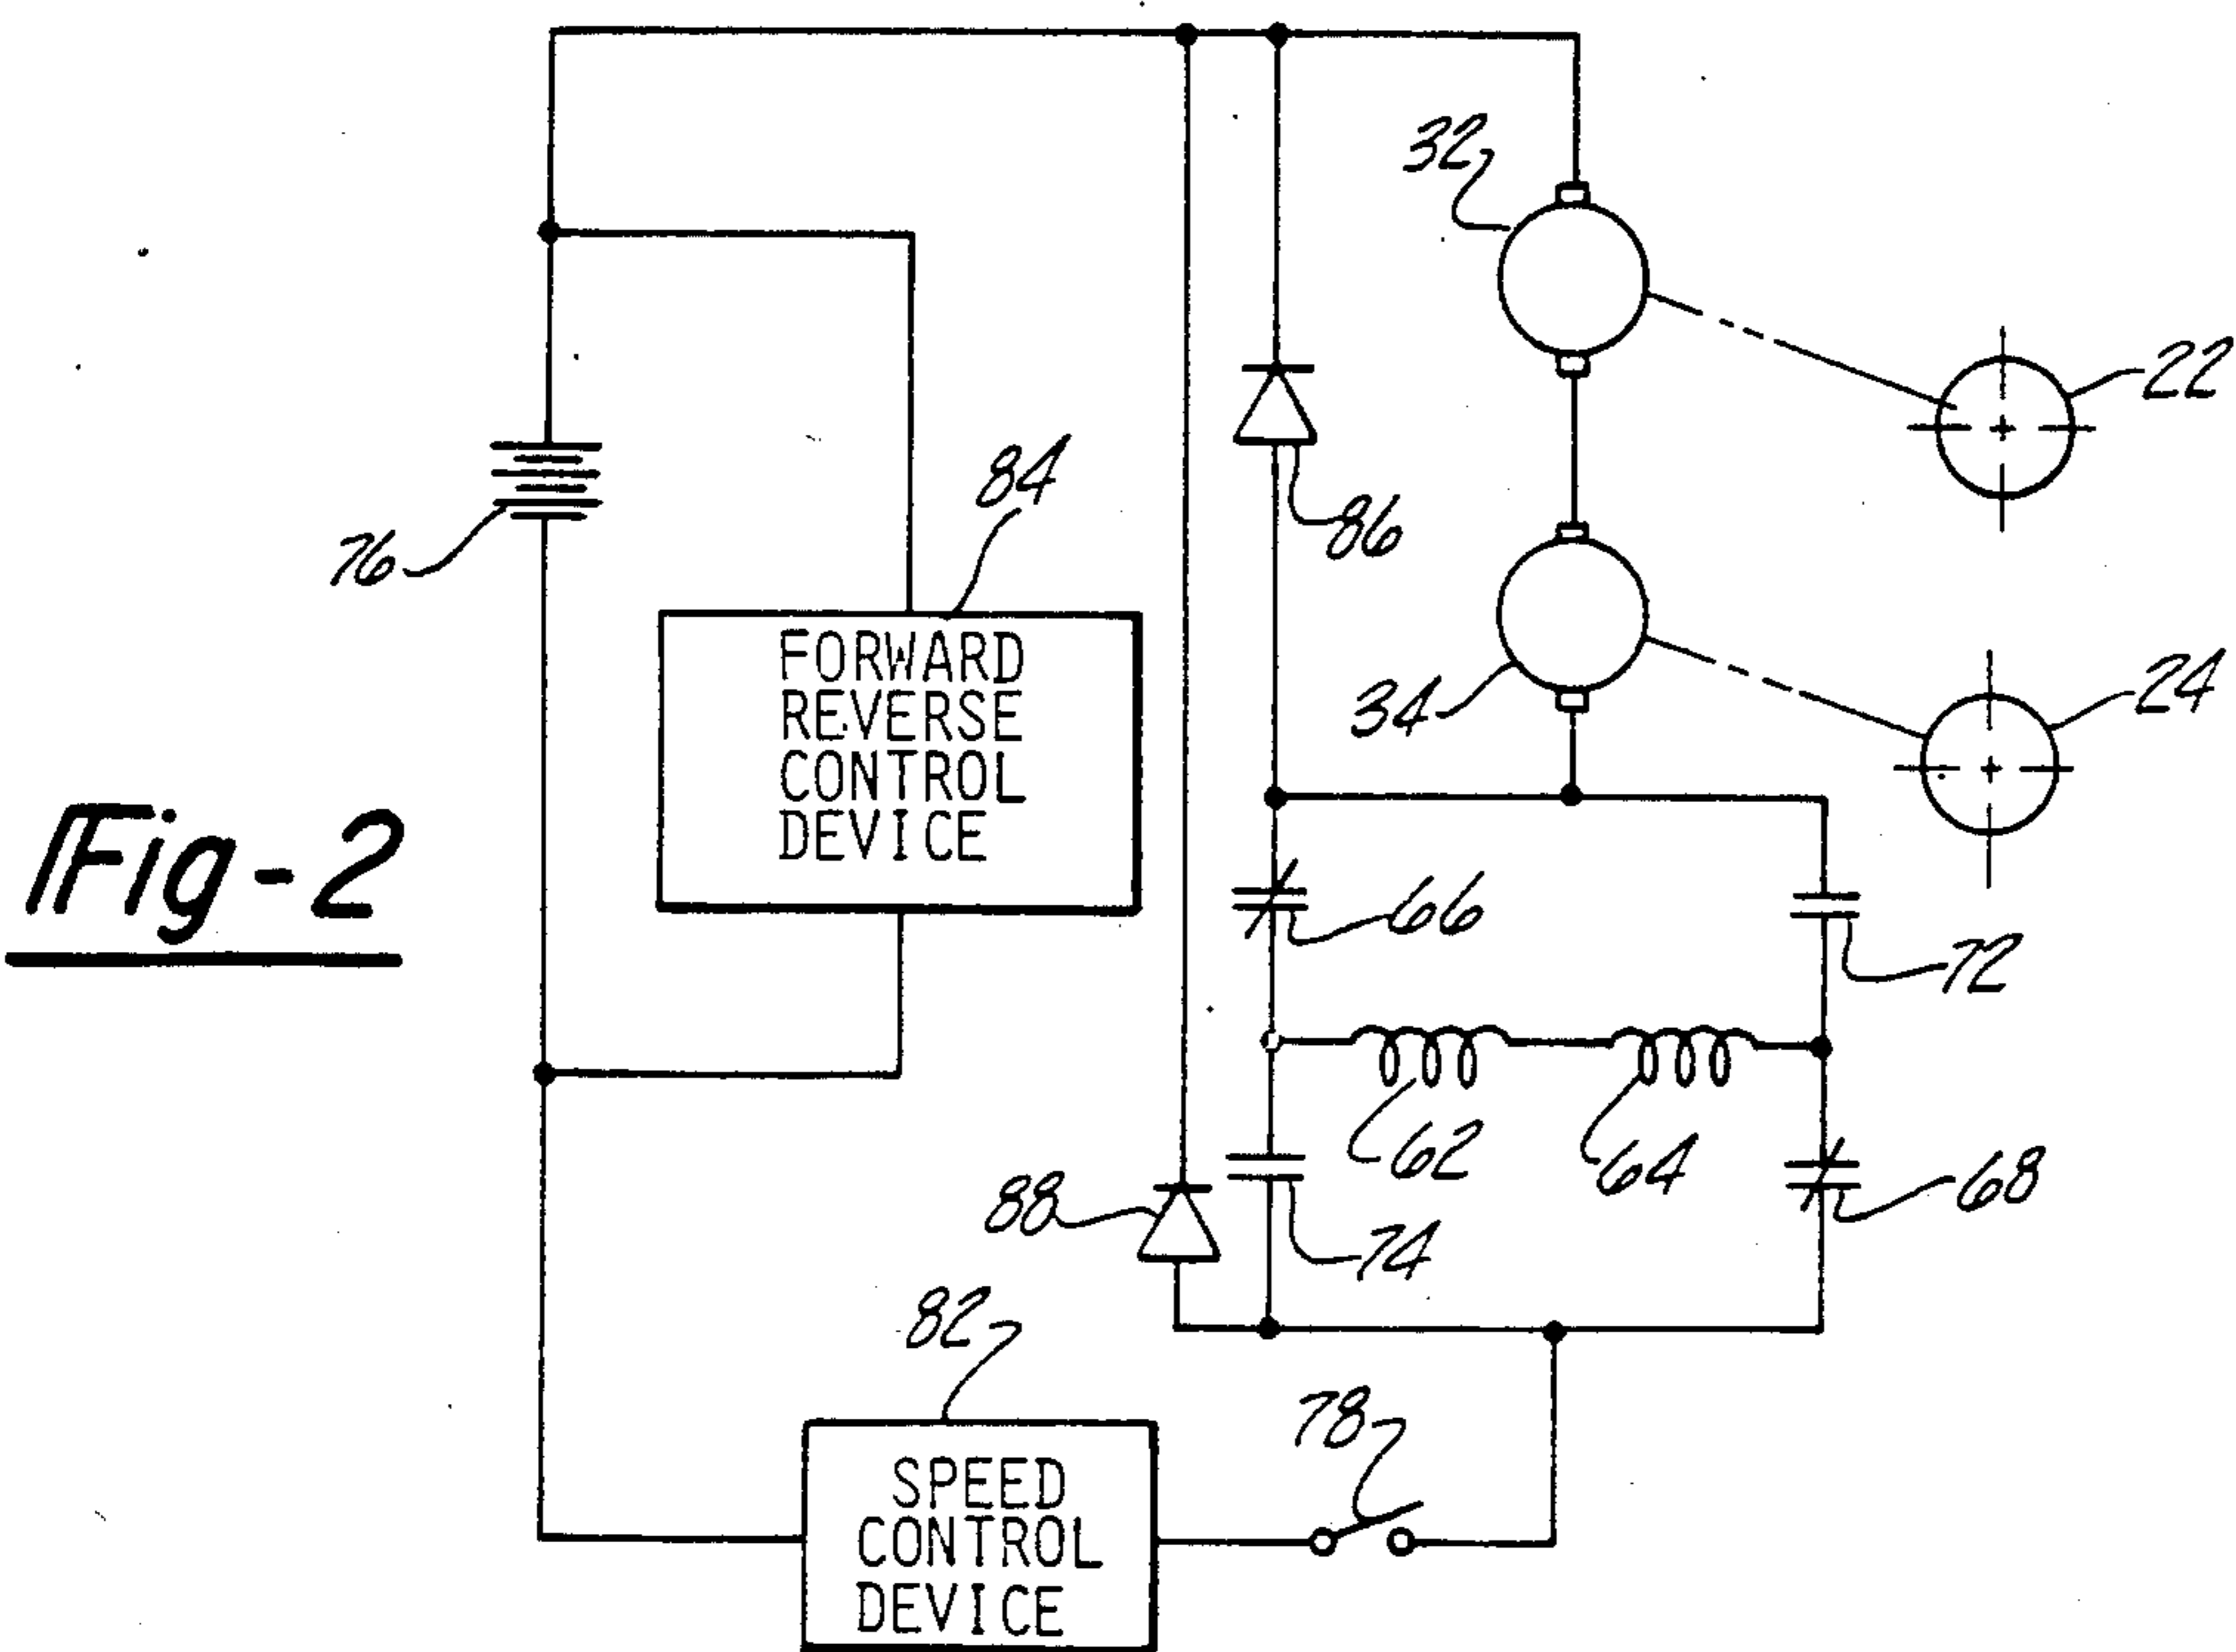 32
22
84
86
76
FORWARD
REVERSE
CONTROL
DEVICE
34
24
Fig-2
66
72
62
64
68
88
74
82
78
SPEED
CONTROL
DEVICE